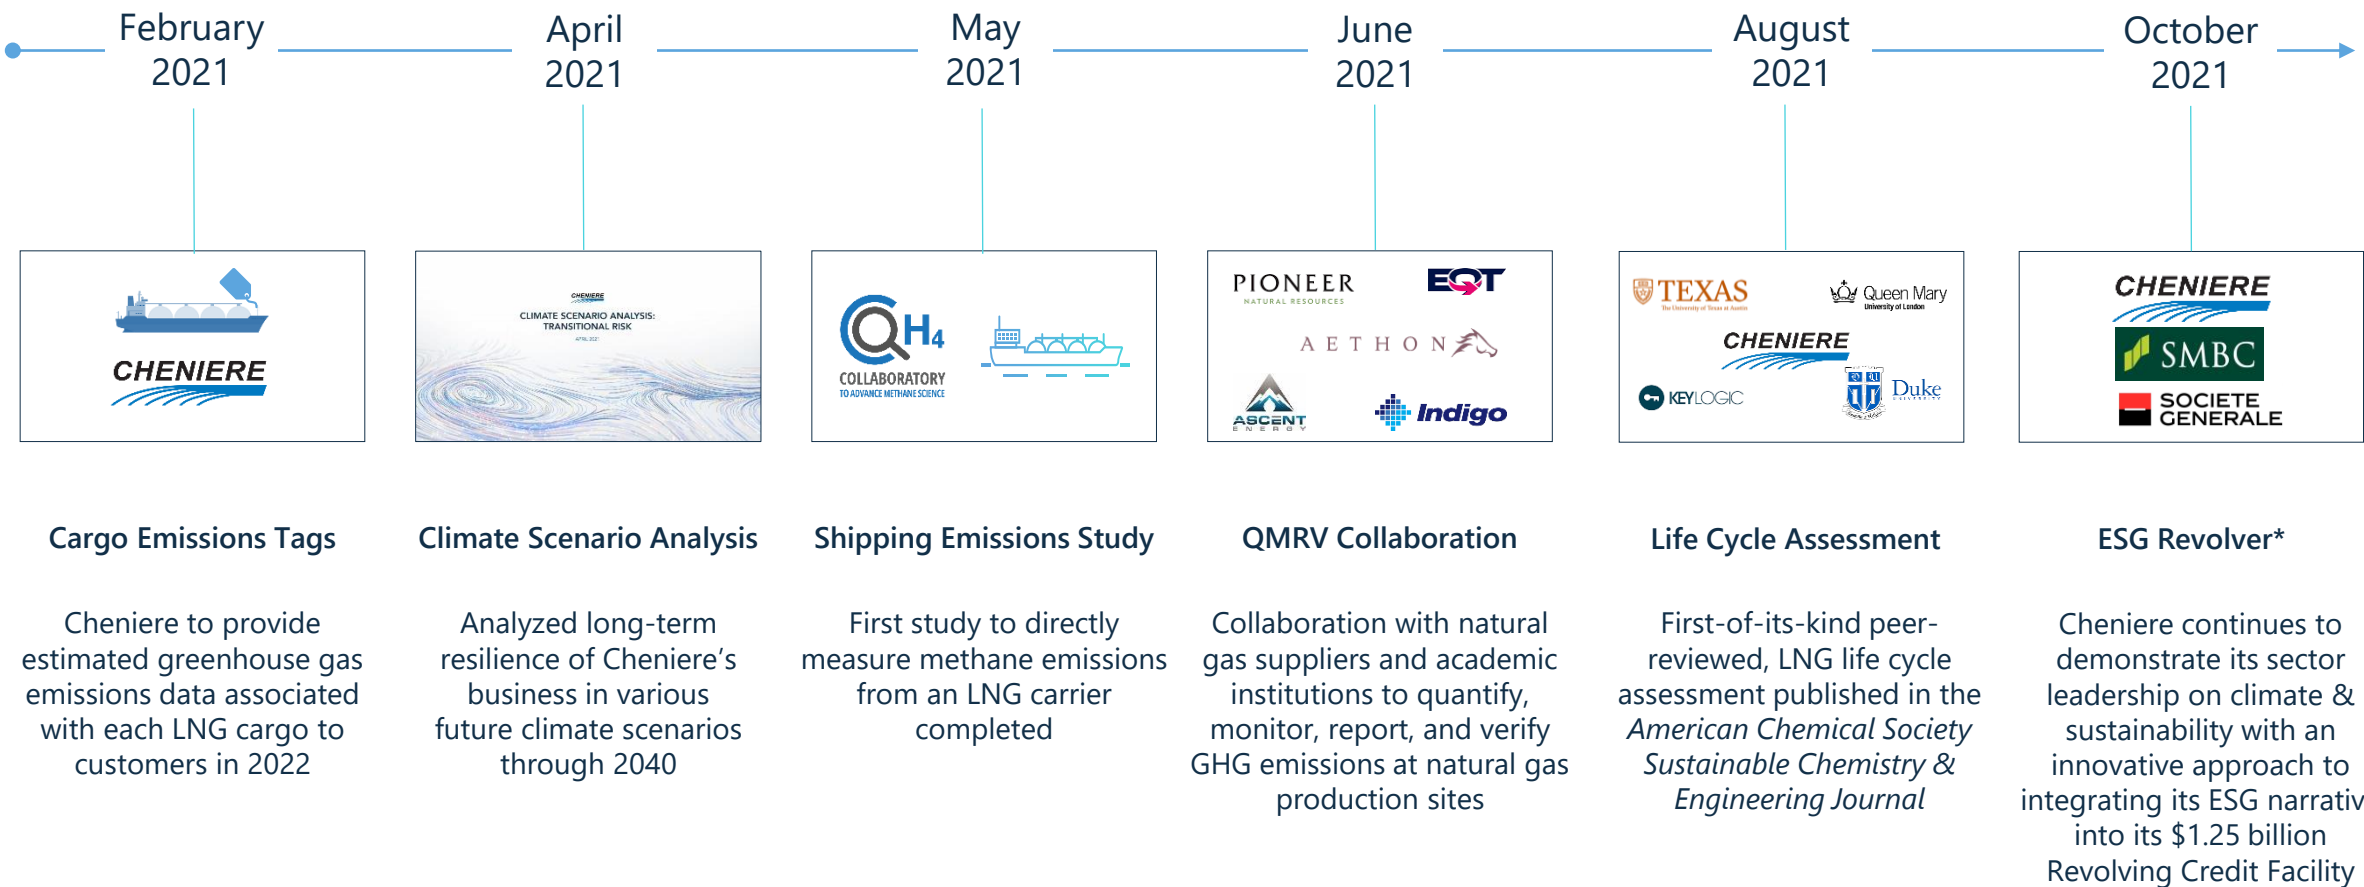 February
2021
April
2021
May
2021
June
2021
August
2021
October
2021
CHENIERE
CHENIERE
CLIMATE SCENARIO ANALYSIS:
TRANSITIONAL RISK
APRIL 2021
CH4
COLLABORATORY
TO ADVANCE METHANE SCIENCE
PIONEER
NATURAL RESOURCES
EQT
AETHON
ASCENT
ENERGY
Indigo
TEXAS
The University of Texas at Austin
Queen Mary
University of London
CHENIERE
KEYLOGIC
Duke
UNIVERSITY
CHENIERE
SMBC
SOCIETE
GENERALE
Cargo Emissions Tags
Cheniere to provide
estimated greenhouse gas
emissions data associated
with each LNG cargo to
customers in 2022
Climate Scenario Analysis
Analyzed long-term
resilience of Cheniere's
business in various
future climate scenarios
through 2040
Shipping Emissions Study
First study to directly
measure methane emissions
from an LNG carrier
completed
QMRV Collaboration
Collaboration with natural
gas suppliers and academic
institutions to quantify,
monitor, report, and verify
GHG emissions at natural gas
production sites
Life Cycle Assessment
First-of-its-kind peer-
reviewed, LNG life cycle
assessment published in the
American Chemical Society
Sustainable Chemistry &
Engineering Journal
ESG Revolver*
Cheniere continues to
demonstrate its sector
leadership on climate &
sustainability with an
innovative approach to
integrating its ESG narrativ
into its $1.25 billion
Revolving Credit Facility